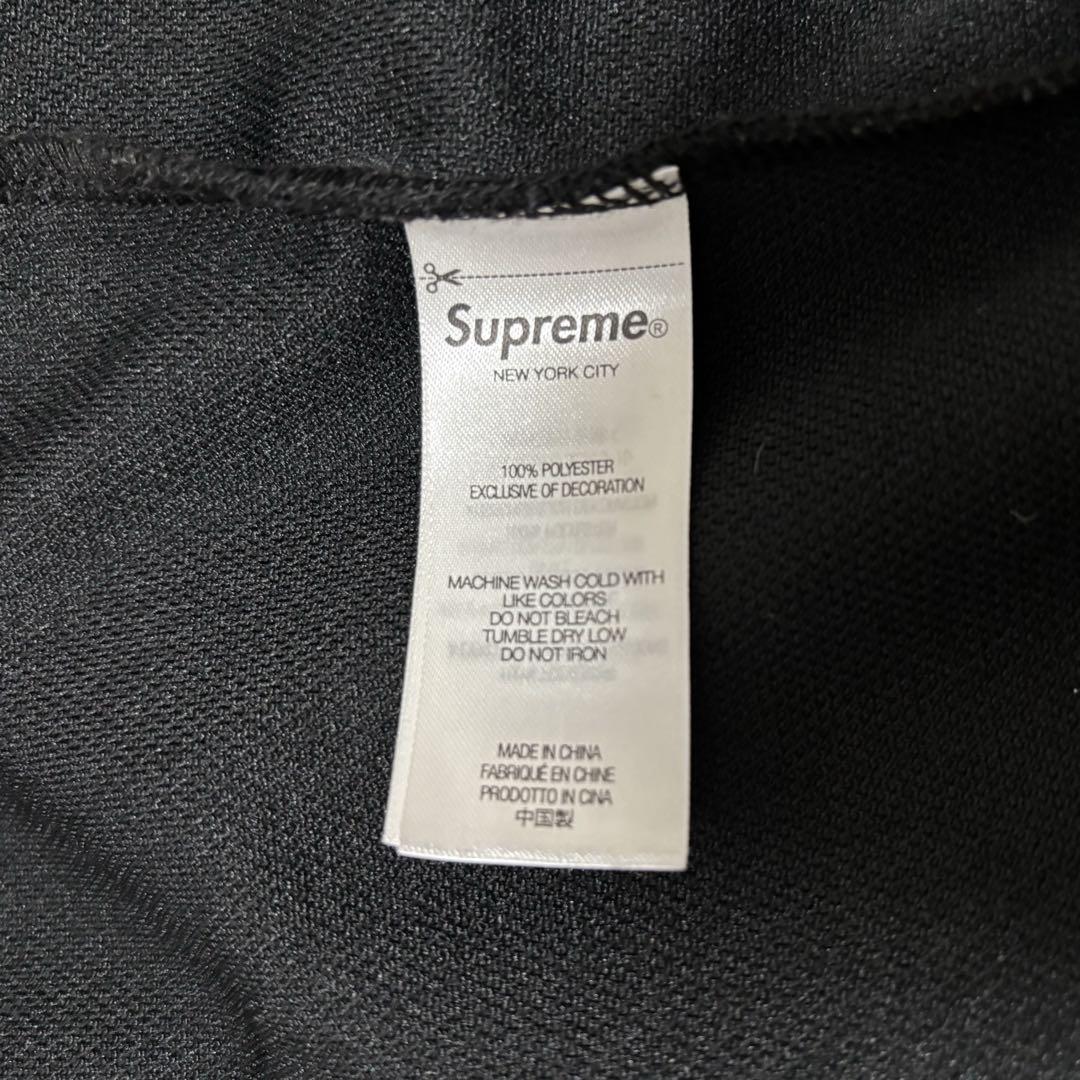 Supreme®
NEW YORK CITY
100% POLYESTER
EXCLUSIVE OF DECORATION
MACHINE WASH COLD WITH
LIKE COLORS
DO NOT BLEACH
TUMBLE DRY LOW
DO NOT IRON
MADE IN CHINA
FABRIQUÉ EN CHINE
PRODOTTO IN CINA
中国製